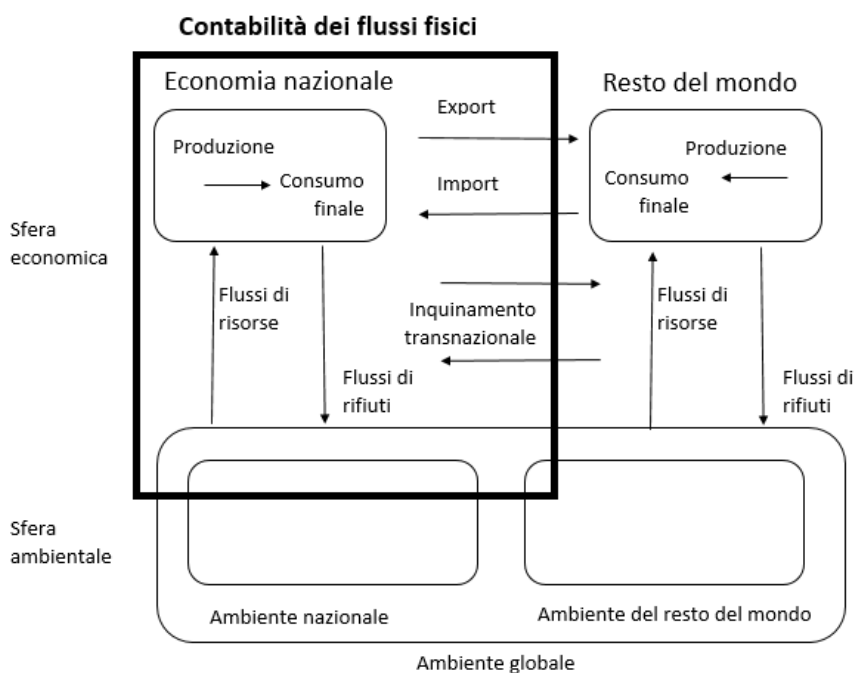 Contabilità dei flussi fisici
Economia nazionale
Resto del mondo
Export
Produzione
Produzione
Import
Consumo
finale
Consumo
finale
Sfera
economica
Flussi di
risorse
Inquinamento
transnazionale
Flussi di
risorse
Flussi di
rifiuti
Flussi di
rifiuti
Sfera
ambientale
Ambiente nazionale
Ambiente del resto del mondo
Ambiente globale